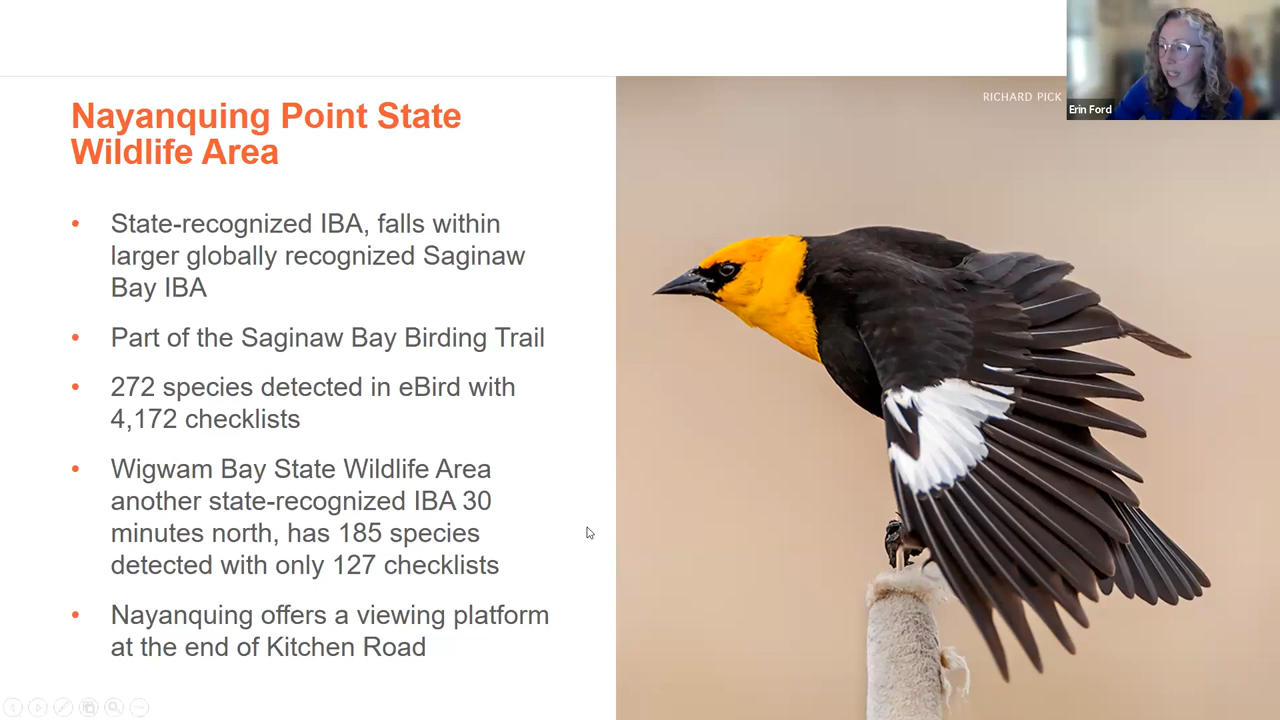 Nayanquing Point State
Wildlife Area
• State-recognized IBA, falls within
larger globally recognized Saginaw
Bay IBA
• Part of the Saginaw Bay Birding Trail
• 272 species detected in eBird with
4,172 checklists
• Wigwam Bay State Wildlife Area
another state-recognized IBA 30
minutes north, has 185 species
detected with only 127 checklists
• Nayanquing offers a viewing platform
at the end of Kitchen Road
RICHARD PICK
Erin Ford